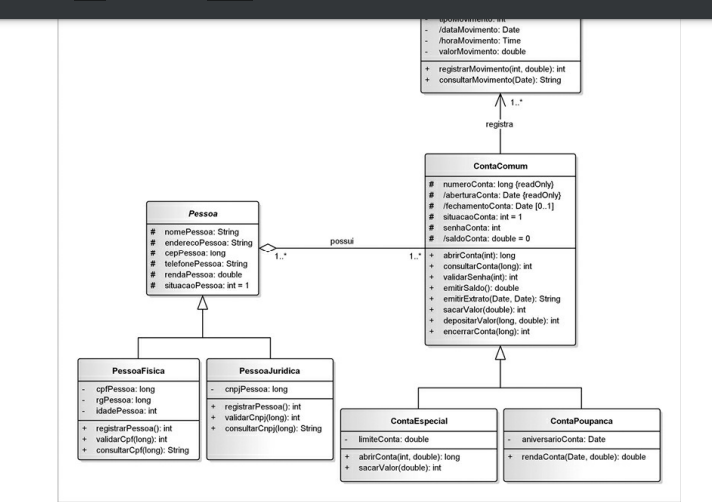 tipoMovimento: int
- /dataMovimento: Date
- /horaMovimento: Time
- valorMovimento: double
+ registrarMovimento(int, double): int
+ consultarMovimento(Date): String
1..*
registra
ContaComum
# numeroConta: long {readOnly}
# /aberturaConta: Date {readOnly}
# /fechamentoConta: Date [0..1]
# situacaoConta: int = 1
# senhaConta: int
# /saldoConta: double = 0
+ abrirConta(int): long
+ consultarConta(long): int
+ validarSenha(int): int
+ emitirSaldo(): double
+ emitirExtrato(Date, Date): String
+ sacarValor(double): int
+ depositarValor(long, double): int
+ encerrarConta(long): int
Pessoa
# nomePessoa: String
# enderecoPessoa: String
# cepPessoa: long
# telefonePessoa: String
# rendaPessoa: double
# situacaoPessoa: int = 1
possui
1..*
1..*
PessoaFisica
- cpfPessoa: long
- rgPessoa: long
- idadePessoa: int
+ registrarPessoa(): int
+ validarCpf(long): int
+ consultarCpf(long): String
PessoaJuridica
- cnpjPessoa: long
+ registrarPessoa(): int
+ validarCnpj(long): int
+ consultarCnpj(long): String
ContaEspecial
- limiteConta: double
+ abrirConta(int, double): long
+ sacarValor(double): int
ContaPoupanca
- aniversarioConta: Date
+ rendaConta(Date, double): double